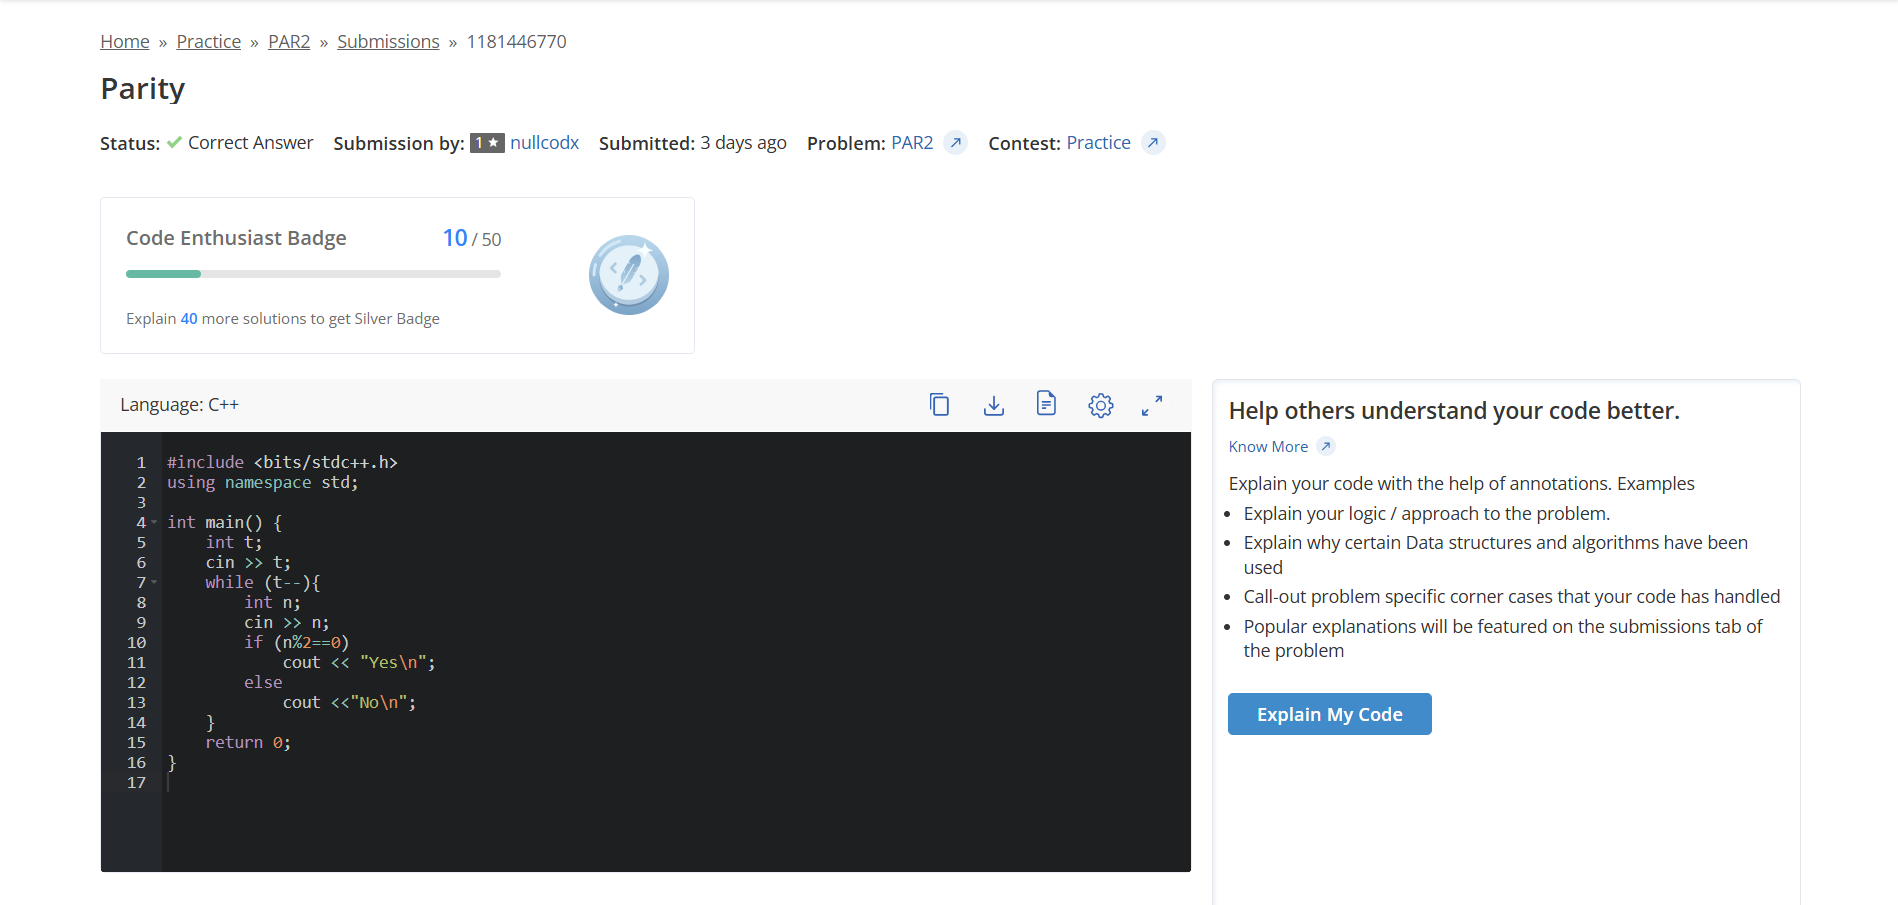 Home » Practice » PAR2 » Submissions » 1181446770
Parity
Status: Correct Answer Submission by: 1★ nullcodx Submitted: 3 days ago Problem: PAR2 Contest: Practice
Code Enthusiast Badge 10 / 50
Explain 40 more solutions to get Silver Badge
Language: C++
1 #include <bits/stdc++.h>
2 using namespace std;
3
4 int main() {
5     int t;
6     cin >> t;
7     while (t--){
8         int n;
9         cin >> n;
10         if (n%2==0)
11             cout << "Yes\n";
12         else
13             cout <<"No\n";
14     }
15     return 0;
16 }
17
Help others understand your code better.
Know More
Explain your code with the help of annotations. Examples
• Explain your logic / approach to the problem.
• Explain why certain Data structures and algorithms have been
used
• Call-out problem specific corner cases that your code has handled
• Popular explanations will be featured on the submissions tab of
the problem
Explain My Code